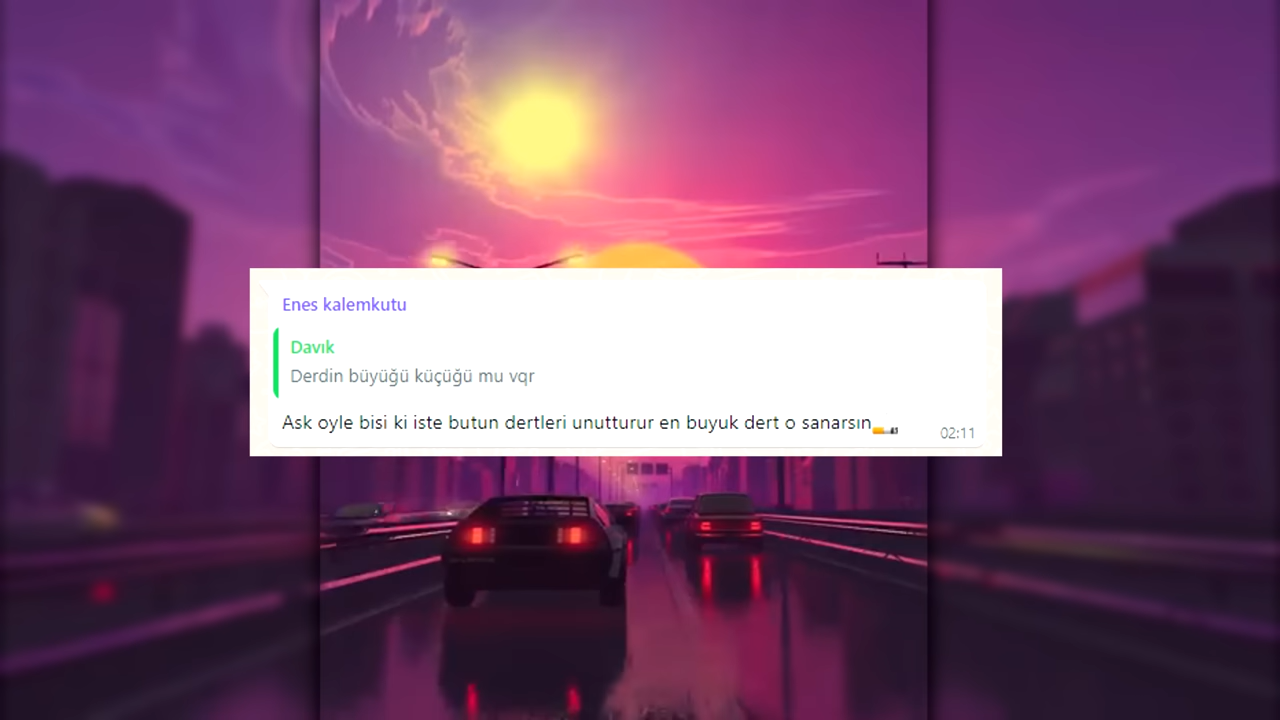 Enes kalemkutu
Davık
Derdin büyüğü küçüğü mu vqr
Ask oyle bisi ki iste butun dertleri unutturur en buyuk dert o sanarsın🚬
02:11